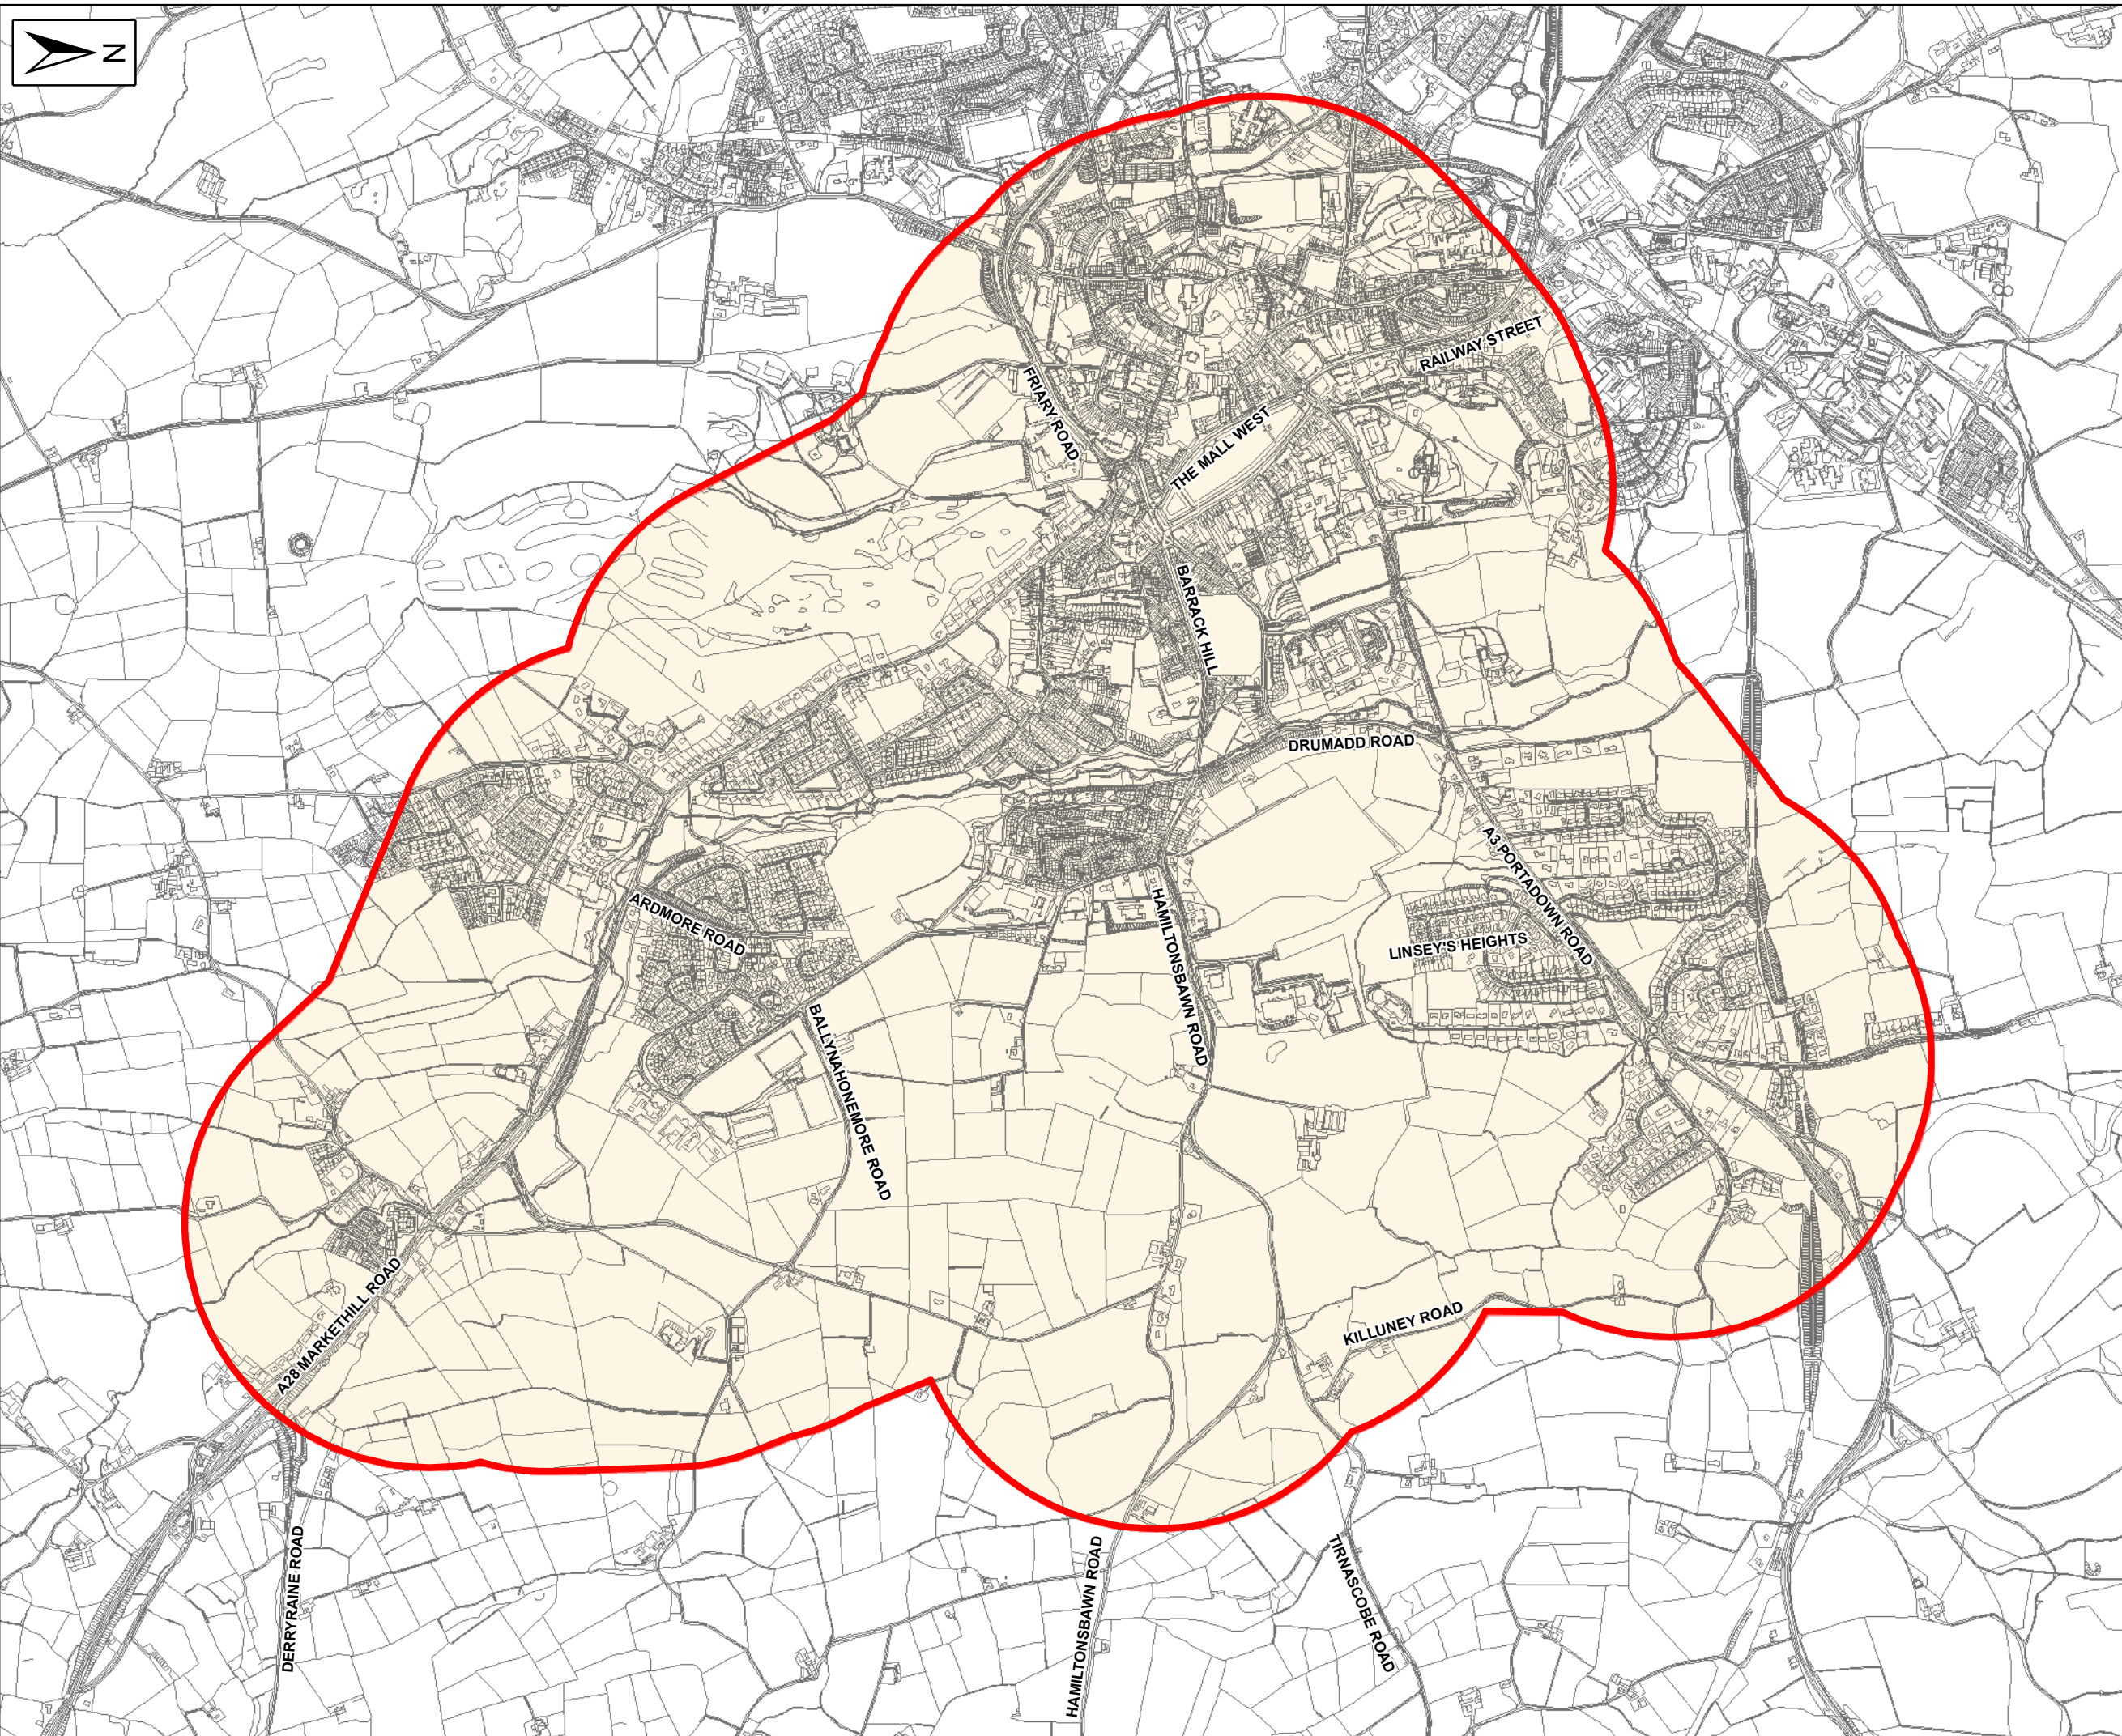 N
RAILWAY STREET
FRIARY ROAD
THE MALL WEST
BARRACK HILL
DRUMADD ROAD
A3 PORTADOWN ROAD
ARDMORE ROAD
HAMILTONSBAWN ROAD
LINSEY'S HEIGHTS
BALLYNAHONEMORE ROAD
A28 MARKETHILL ROAD
KILLUNEY ROAD
DERRYRAINE ROAD
HAMILTONSBAWN ROAD
TIRNASCOBE ROAD